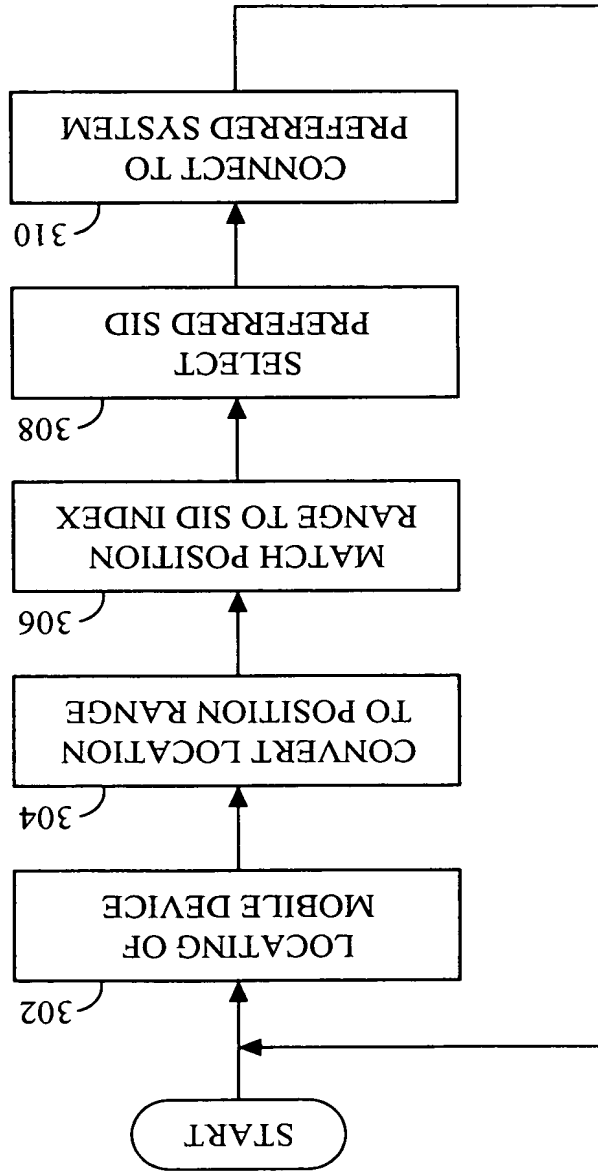 START
302
LOCATING OF
MOBILE DEVICE
304
CONVERT LOCATION
TO POSITION RANGE
306
MATCH POSITION
RANGE TO SID INDEX
308
SELECT
PREFERRED SID
310
CONNECT TO
PREFERRED SYSTEM